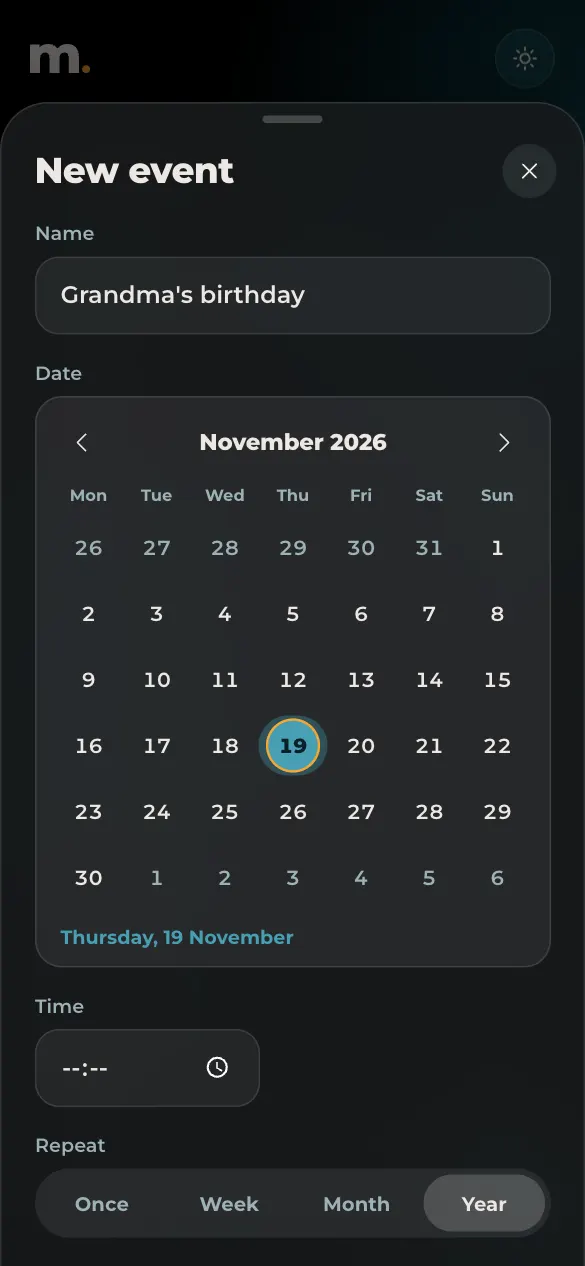 m.
New event
Name
Grandma's birthday
Date
November 2026
Mon Tue Wed Thu Fri Sat Sun
26 27 28 29 30 31 1
2 3 4 5 6 7 8
9 10 11 12 13 14 15
16 17 18 19 20 21 22
23 24 25 26 27 28 29
30 1 2 3 4 5 6
Thursday, 19 November
Time
--:--
Repeat
Once Week Month Year